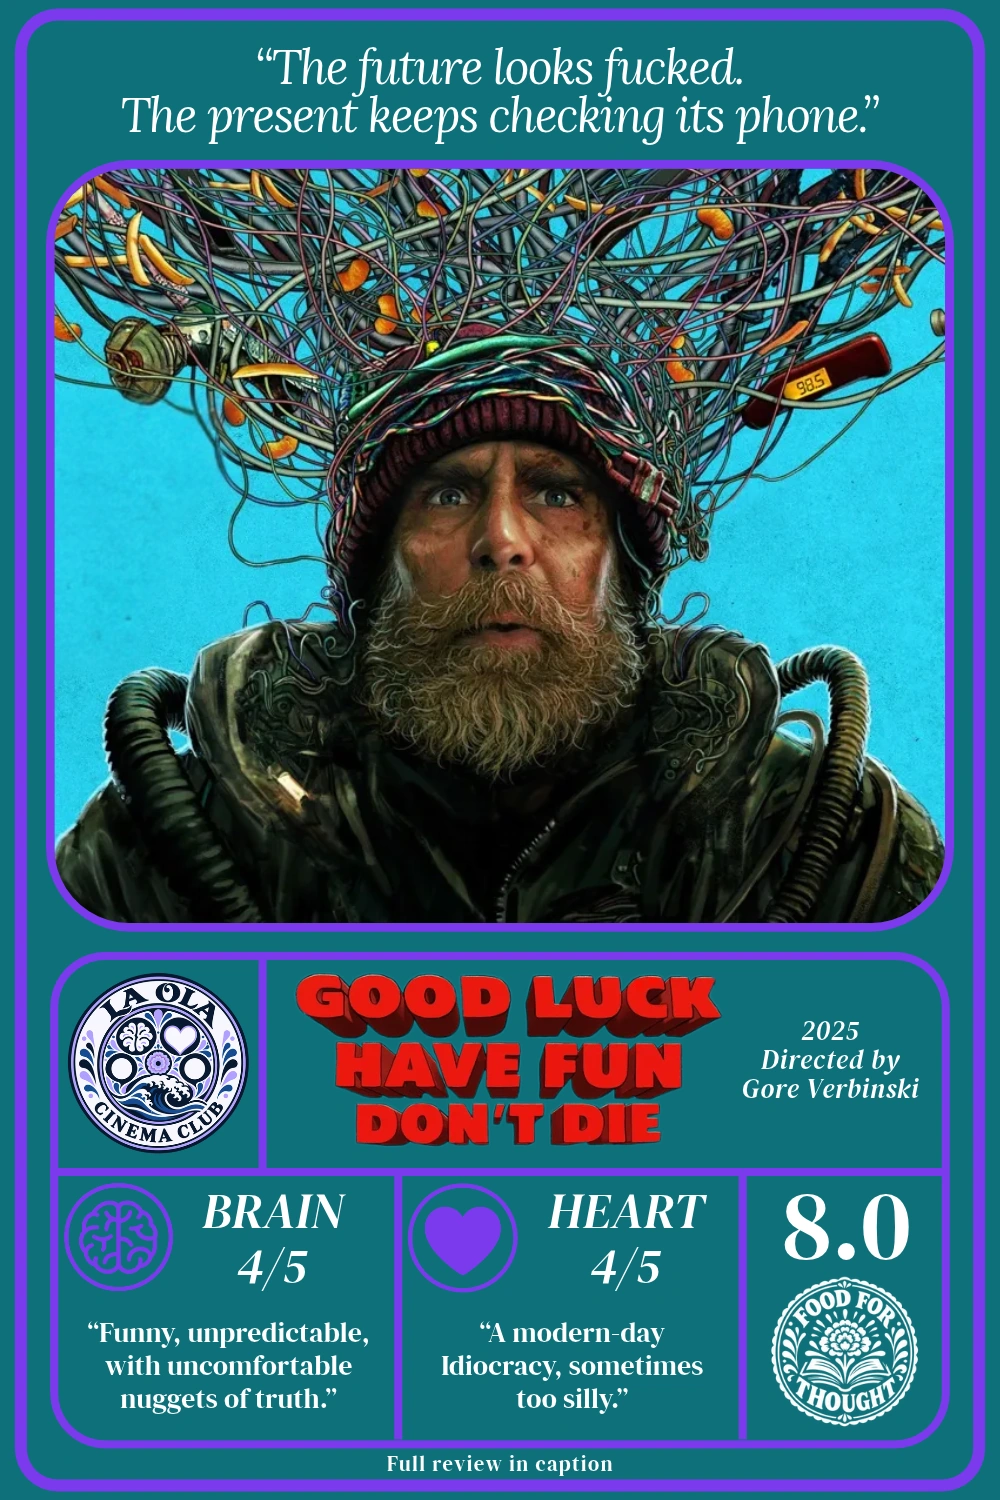 “The future looks fucked.
The present keeps checking its phone.”
98.5
LA OLA
CINEMA CLUB
GOOD LUCK
HAVE FUN
DON'T DIE
2025
Directed by
Gore Verbinski
BRAIN
4/5
“Funny, unpredictable,
with uncomfortable
nuggets of truth.”
HEART
4/5
“A modern-day
Idiocracy, sometimes
too silly.”
8.0
FOOD FOR
THOUGHT
Full review in caption